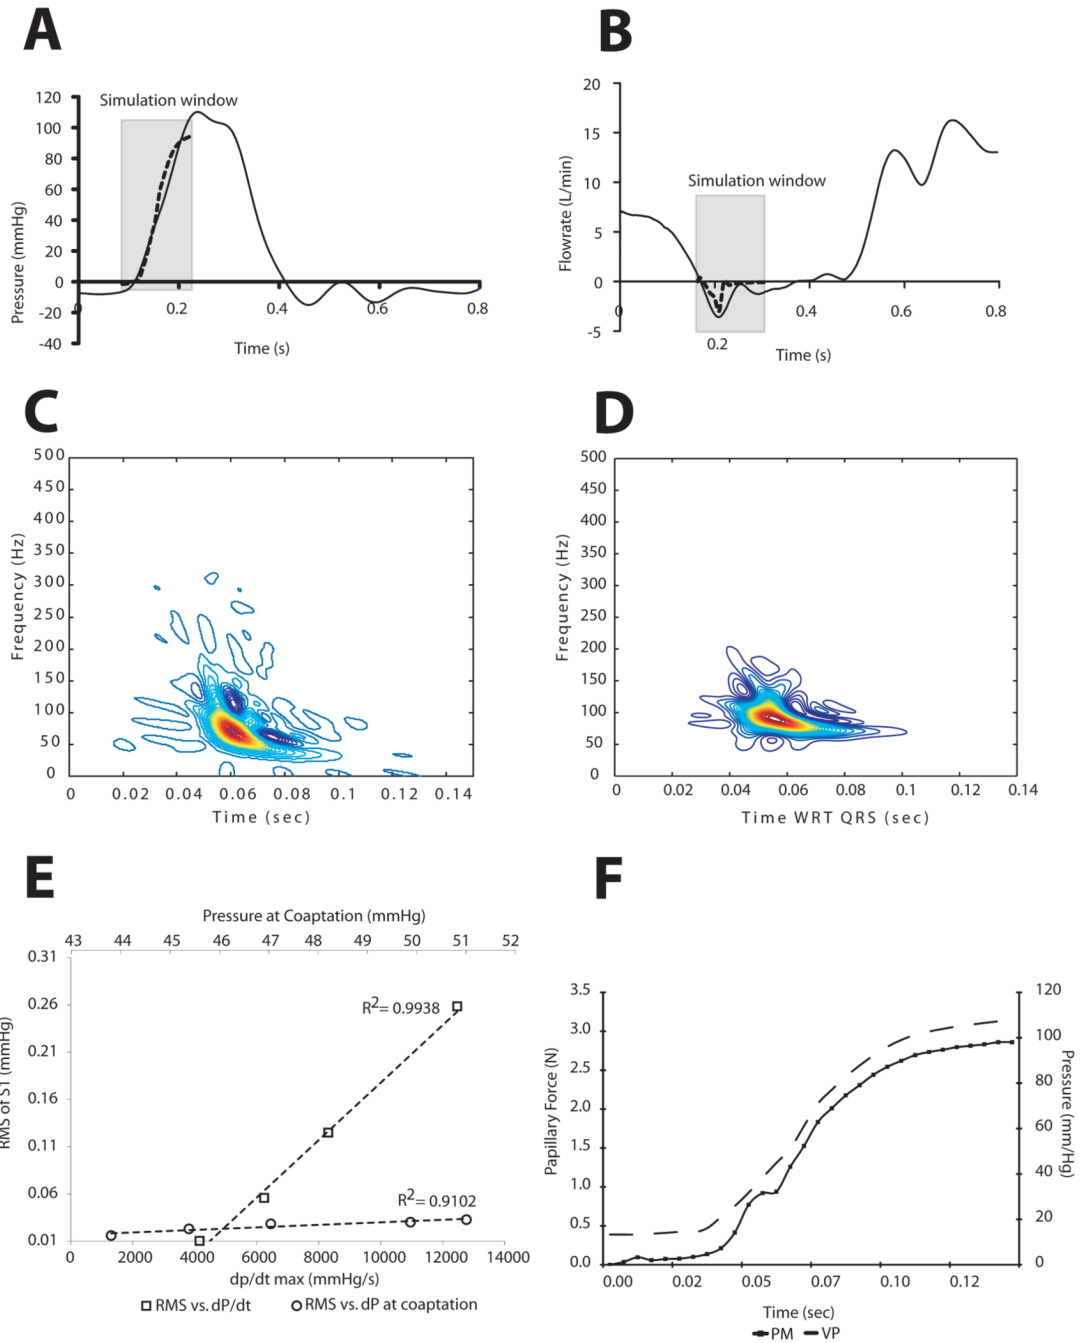 A
B
120
100
80
60
40
20
0
-20
-40
Pressure (mmHg)
Simulation window
0
0.2
0.4
0.6
0.8
Time (s)
20
15
10
5
0
-5
Flowrate (L/min)
Simulation window
0
0.2
0.4
0.6
0.8
Time (s)
C
D
500
450
400
350
300
250
200
150
100
50
0
Frequency (Hz)
0
0.02
0.04
0.06
0.08
0.1
0.12
0.14
Time (sec)
500
450
400
350
300
250
200
150
100
50
0
Frequency (Hz)
0
0.02
0.04
0.06
0.08
0.1
0.12
0.14
Time WRT QRS (sec)
E
F
Pressure at Coaptation (mmHg)
43 44 45 46 47 48 49 50 51 52
0.31
0.26
0.21
0.16
0.11
0.06
0.01
RMS of S1 (mmHg)
R2= 0.9938
R2= 0.9102
0 2000 4000 6000 8000 10000 12000 14000
dp/dt max (mmHg/s)
RMS vs. dP/dt
RMS vs. dP at coaptation
3.5
3.0
2.5
2.0
1.5
1.0
0.5
0.0
Papillary Force (N)
120
100
80
60
40
20
0
Pressure (mm/Hg)
0.00 0.02 0.05 0.07 0.10 0.12
Time (sec)
PM
VP